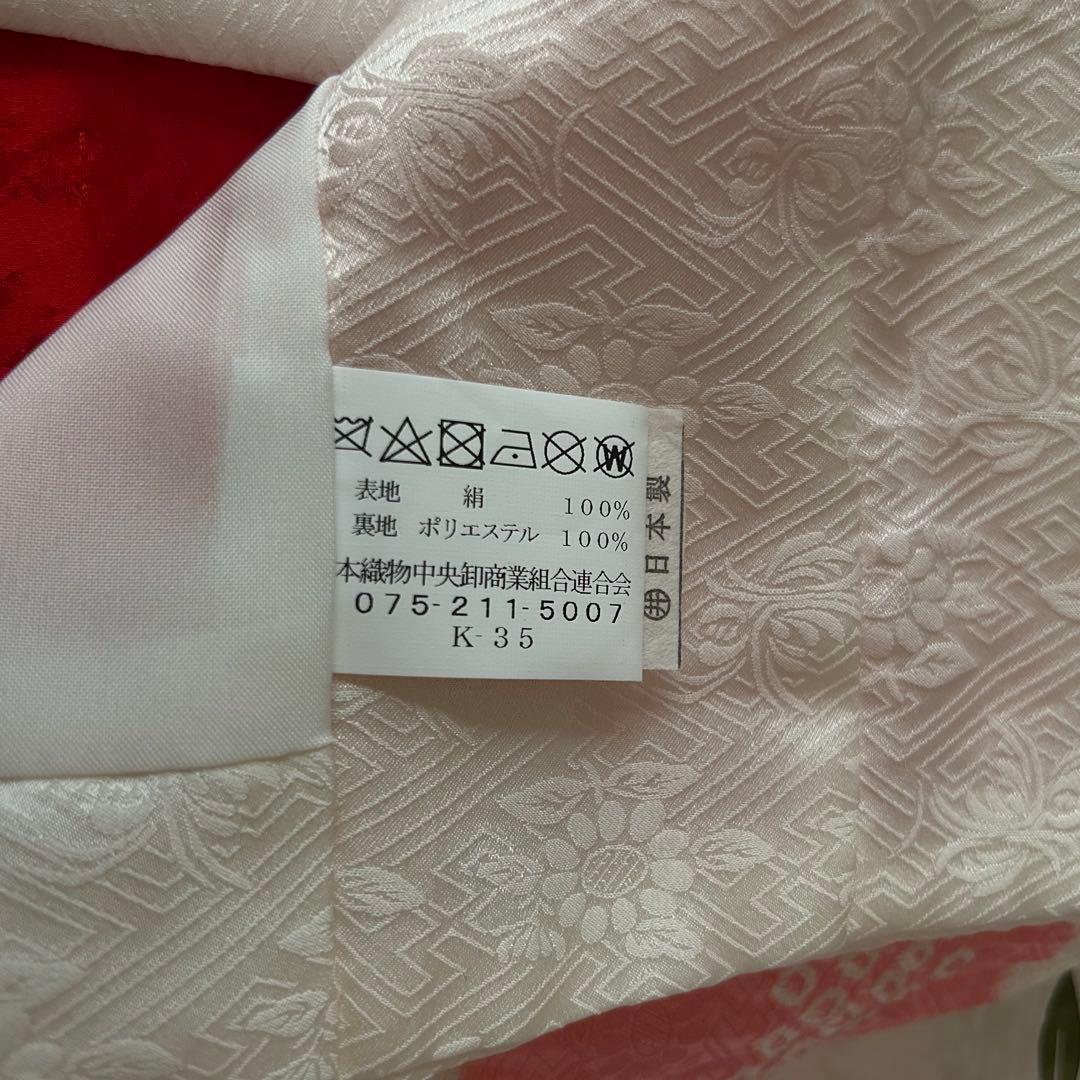 表地 絹 100%
裏地 ポリエステル 100%
本織物中央卸商業組合連合会
075-211-5007
K-35
日本製